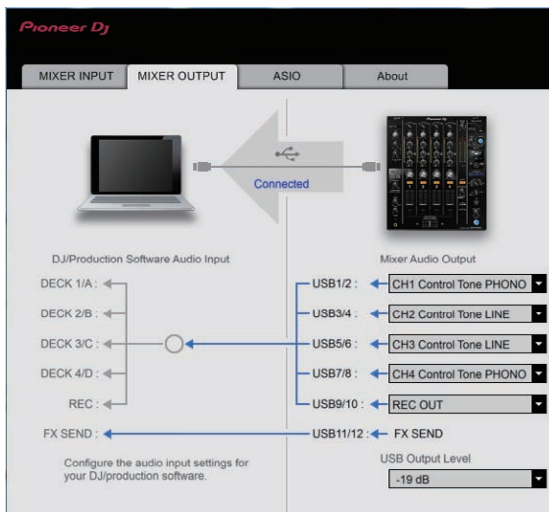 Pioneer Dj
MIXER INPUT
MIXER OUTPUT
ASIO
About
Connected
DJ/Production Software Audio Input
Mixer Audio Output
DECK 1/A :
USB1/2 :
CH1 Control Tone PHONO
DECK 2/B :
USB3/4 :
CH2 Control Tone LINE
DECK 3/C :
USB5/6 :
CH3 Control Tone LINE
DECK 4/D :
USB7/8 :
CH4 Control Tone PHONO
REC :
USB9/10 :
REC OUT
FX SEND :
USB11/12 :
FX SEND
Configure the audio input settings for
your DJ/production software.
USB Output Level
-19 dB